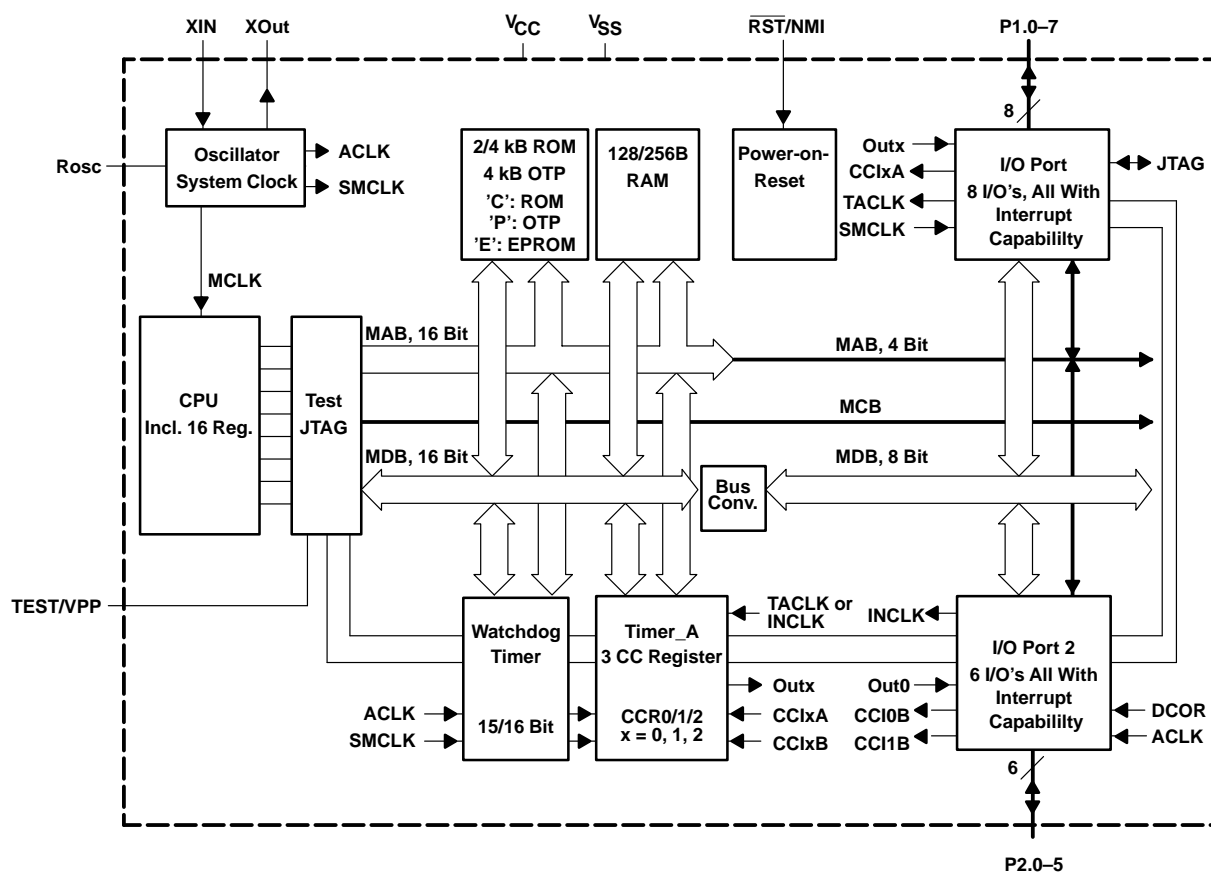 XIN
XOut
VCC
VSS
RST/NMI
P1.0–7
8
Rosc
Oscillator
System Clock
ACLK
SMCLK
2/4 kB ROM
4 kB OTP
'C': ROM
'P': OTP
'E': EPROM
128/256B
RAM
Power-on-
Reset
Outx
CCIxA
TACLK
SMCLK
I/O Port
8 I/O's, All With
Interrupt
Capabililty
JTAG
MCLK
CPU
Incl. 16 Reg.
Test
JTAG
MAB, 16 Bit
MAB, 4 Bit
MCB
MDB, 16 Bit
Bus
Conv.
MDB, 8 Bit
TEST/VPP
Watchdog
Timer
15/16 Bit
ACLK
SMCLK
Timer_A
3 CC Register
CCR0/1/2
x = 0, 1, 2
TACLK or
INCLK
Outx
CCIxA
CCIxB
INCLK
Out0
CCI0B
CCI1B
I/O Port 2
6 I/O's All With
Interrupt
Capabililty
DCOR
ACLK
6
P2.0–5